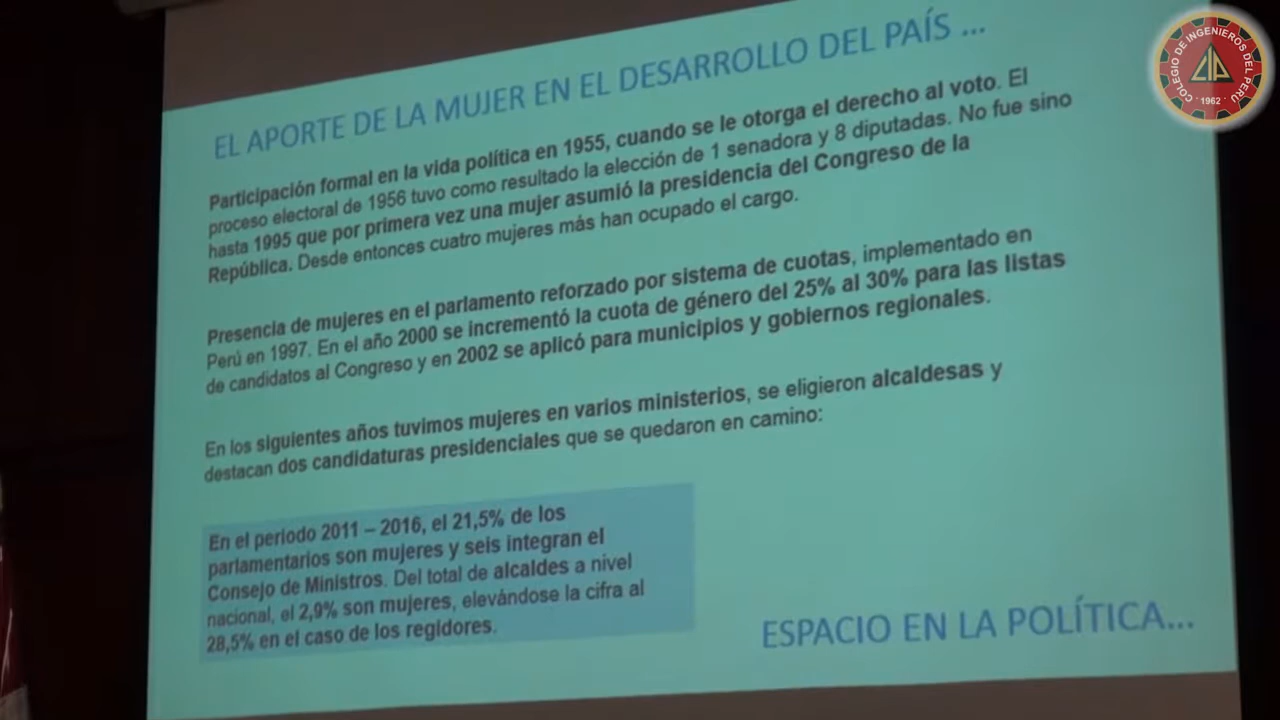 EL APORTE DE LA MUJER EN EL DESARROLLO DEL PAÍS ...
Participación formal en la vida política en 1955, cuando se le otorga el derecho al voto. El
proceso electoral de 1956 tuvo como resultado la elección de 1 senadora y 8 diputadas. No fue sino
hasta 1995 que por primera vez una mujer asumió la presidencia del Congreso de la
República. Desde entonces cuatro mujeres más han ocupado el cargo.
Presencia de mujeres en el parlamento reforzado por sistema de cuotas, implementado en
Perú en 1997. En el año 2000 se incrementó la cuota de género del 25% al 30% para las listas
de candidatos al Congreso y en 2002 se aplicó para municipios y gobiernos regionales.
En los siguientes años tuvimos mujeres en varios ministerios, se eligieron alcaldesas y
destacan dos candidaturas presidenciales que se quedaron en camino:
En el periodo 2011 – 2016, el 21,5% de los
parlamentarios son mujeres y seis integran el
Consejo de Ministros. Del total de alcaldes a nivel
nacional, el 2,9% son mujeres, elevándose la cifra al
28,5% en el caso de los regidores.
ESPACIO EN LA POLÍTICA...
COLEGIO DE INGENIEROS DEL PERÚ
CIP
· 1962 ·